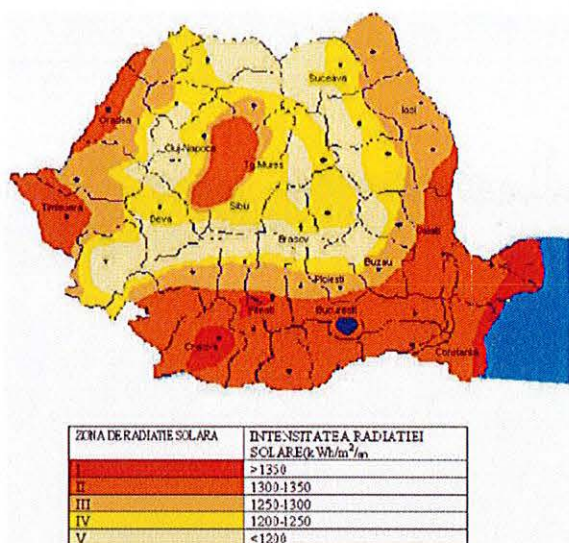 Suceava
Iasi
Oradea
Cluj-Napoca
Tg.Mures
Timisoara
Deva
Sibiu
Brasov
Galati
Buzau
Ploiesti
Pitesti
Bucuresti
Craiova
Constanta
ZONA DE RADIATIE SOLARA INTENSITATEA RADIATIEI
SOLARE(kWh/m²/an
I >1350
II 1300-1350
III 1250-1300
IV 1200-1250
V <1200